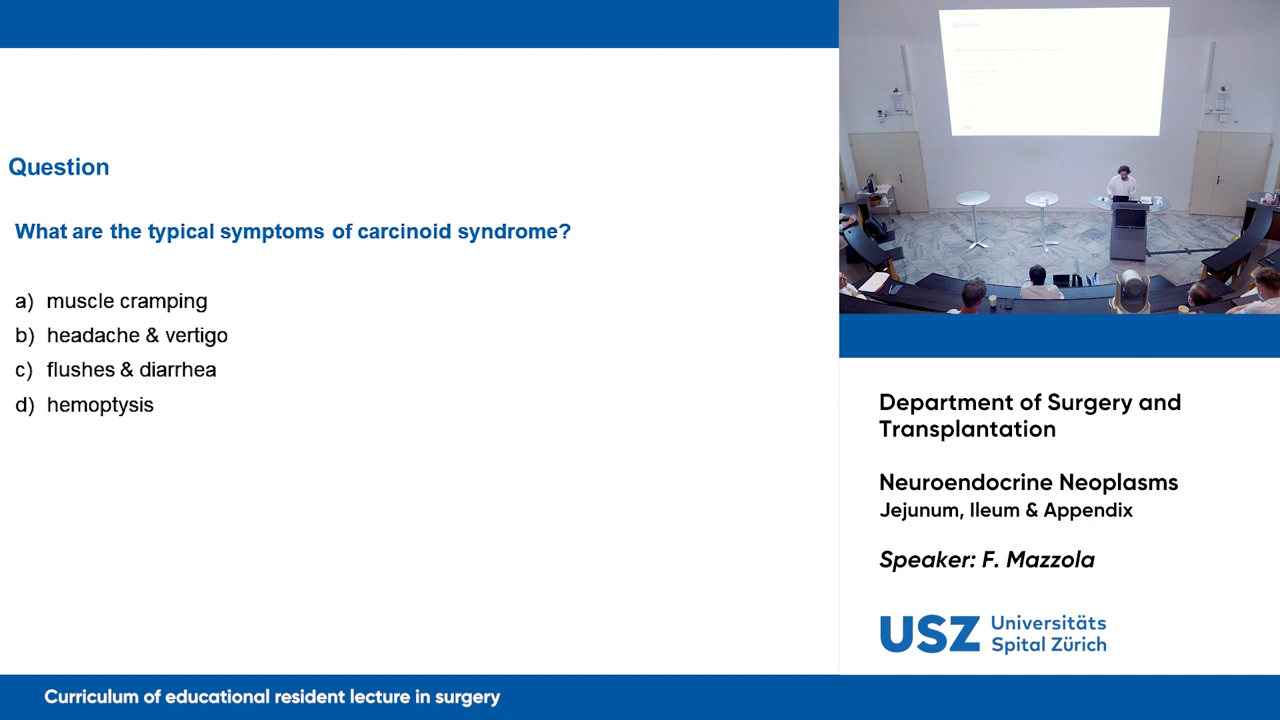 Question
What are the typical symptoms of carcinoid syndrome?
a) muscle cramping
b) headache & vertigo
c) flushes & diarrhea
d) hemoptysis
Question
USZ
Department of Surgery and
Transplantation
Neuroendocrine Neoplasms
Jejunum, Ileum & Appendix
Speaker: F. Mazzola
USZ Universitäts
Spital Zürich
Curriculum of educational resident lecture in surgery